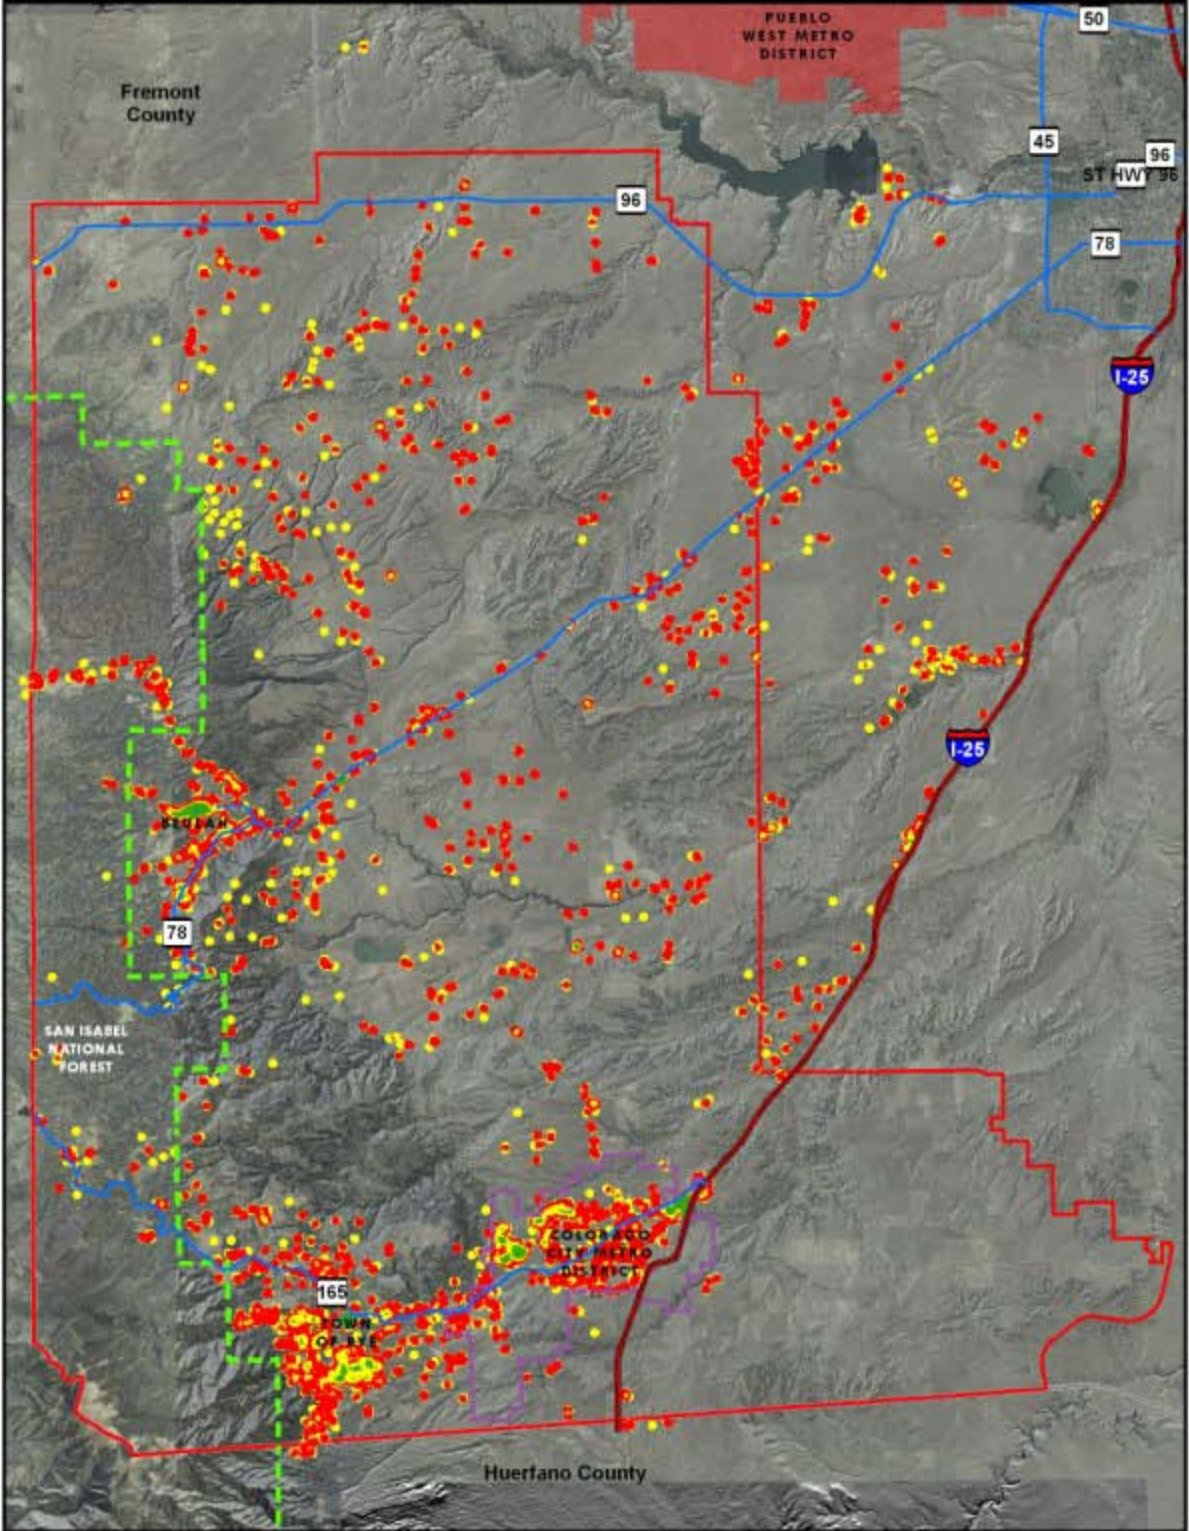 PUEBLO
WEST METRO
DISTRICT
50
Fremont
County
45
96
ST HWY 96
96
78
I-25
I-25
BEULAH
78
SAN ISABEL
NATIONAL
FOREST
COLORADO
CITY METRO
DISTRICT
165
TOWN
OF RYE
Huerfano County